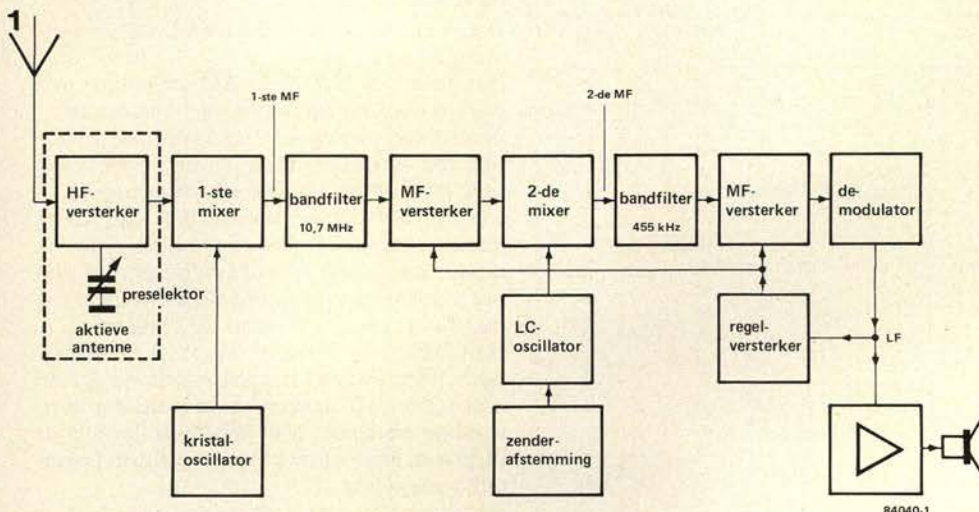 1
1-ste MF
2-de MF
HF-
versterker
1-ste
mixer
bandfilter
10,7 MHz
MF-
versterker
2-de
mixer
bandfilter
455 kHz
MF-
versterker
de-
modulator
preselektor
aktieve
antenne
LC-
oscillator
regel-
versterker
LF
kristal-
oscillator
zender-
afstemming
84040-1